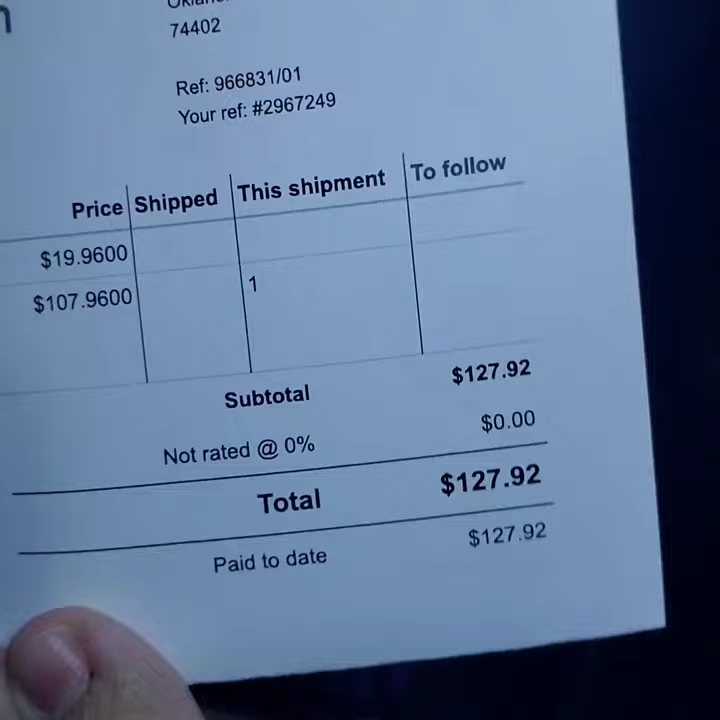 74402
Ref: 966831/01
Your ref: #2967249
Price Shipped This shipment To follow
$19.9600
$107.9600 1
Subtotal $127.92
Not rated @ 0% $0.00
Total $127.92
Paid to date $127.92